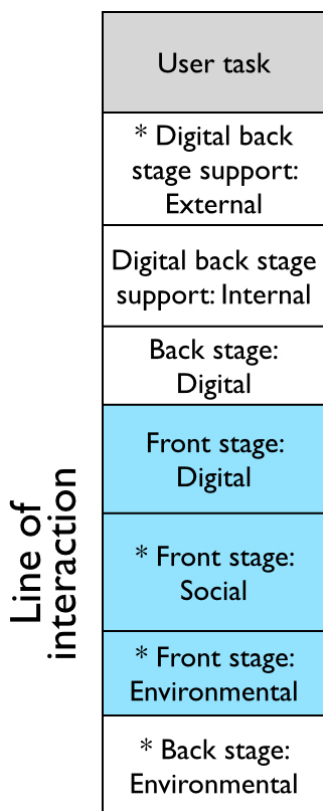 User task
* Digital back
stage support:
External
Digital back stage
support: Internal
Back stage:
Digital
Front stage:
Digital
* Front stage:
Social
* Front stage:
Environmental
* Back stage:
Environmental
Line of
interaction